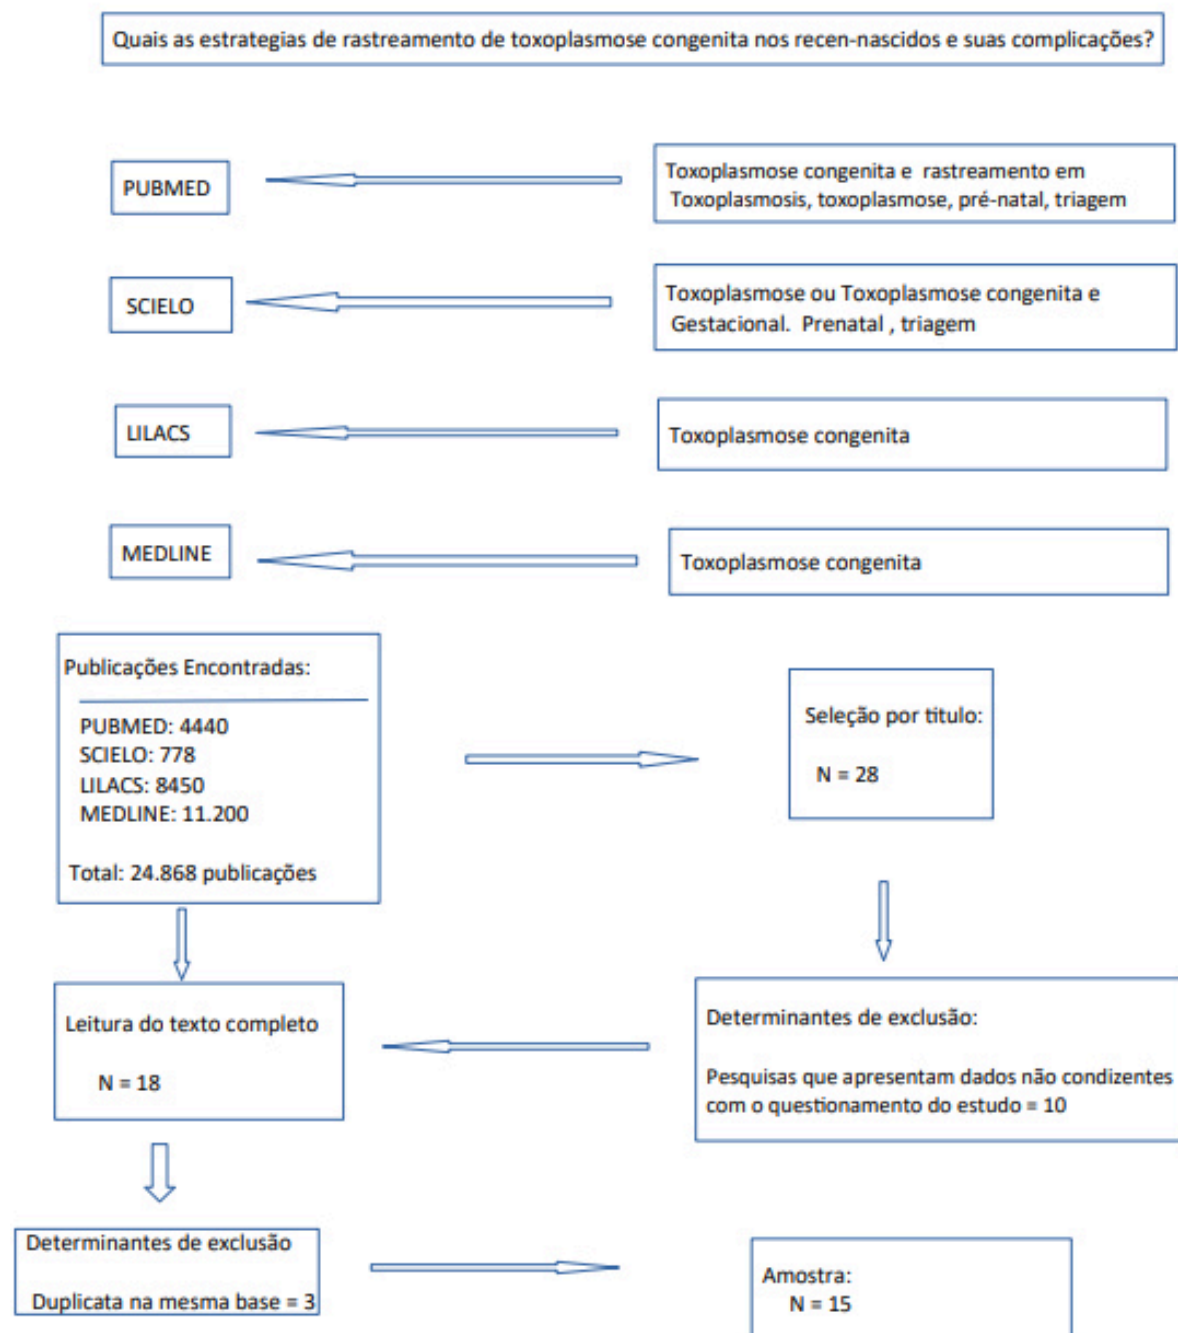 Quais as estrategias de rastreamento de toxoplasmose congenita nos recen-nascidos e suas complicações?
PUBMED
Toxoplasmose congenita e rastreamento em
Toxoplasmosis, toxoplasmose, pré-natal, triagem
SCIELO
Toxoplasmose ou Toxoplasmose congenita e
Gestacional. Prenatal , triagem
LILACS
Toxoplasmose congenita
MEDLINE
Toxoplasmose congenita
Publicações Encontradas:
PUBMED: 4440
SCIELO: 778
LILACS: 8450
MEDLINE: 11.200
Total: 24.868 publicações
Seleção por titulo:
N = 28
Determinantes de exclusão:
Pesquisas que apresentam dados não condizentes
com o questionamento do estudo = 10
Leitura do texto completo
N = 18
Determinantes de exclusão
Duplicata na mesma base = 3
Amostra:
N = 15